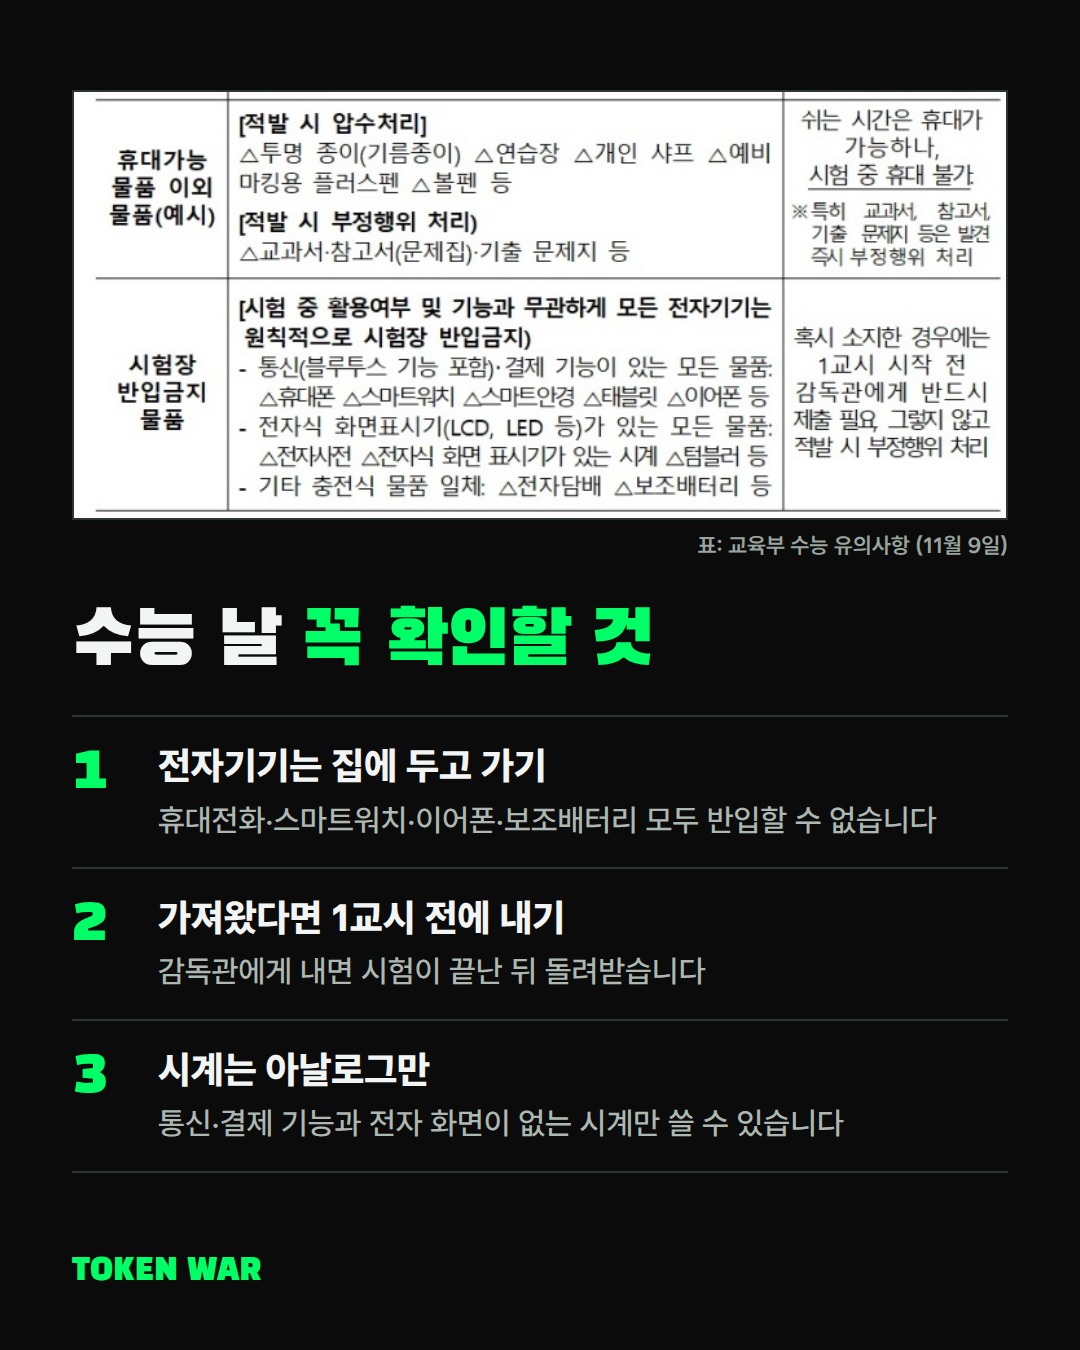 휴대가능
물품 이외
물품(예시)
[적발 시 압수처리]
△투명 종이(기름종이) △연습장 △개인 샤프 △예비
마킹용 플러스펜 △볼펜 등
[적발 시 부정행위 처리)
△교과서·참고서(문제집)·기출 문제지 등
쉬는 시간은 휴대가
가능하나,
시험 중 휴대 불가.
※특히 교과서, 참고서,
기출 문제지 등은 발견
즉시 부정행위 처리
시험장
반입금지
물품
[시험 중 활용여부 및 기능과 무관하게 모든 전자기기는
원칙적으로 시험장 반입금지)
- 통신(블루투스 기능 포함)·결제 기능이 있는 모든 물품:
△휴대폰 △스마트워치 △스마트안경 △태블릿 △이어폰 등
- 전자식 화면표시기(LCD, LED 등)가 있는 모든 물품:
△전자사전 △전자식 화면 표시기가 있는 시계 △텀블러 등
- 기타 충전식 물품 일체: △전자담배 △보조배터리 등
혹시 소지한 경우에는
1교시 시작 전
감독관에게 반드시
제출 필요, 그렇지 않고
적발 시 부정행위 처리
표: 교육부 수능 유의사항 (11월 9일)
수능 날 꼭 확인할 것
1
전자기기는 집에 두고 가기
휴대전화·스마트워치·이어폰·보조배터리 모두 반입할 수 없습니다
2
가져왔다면 1교시 전에 내기
감독관에게 내면 시험이 끝난 뒤 돌려받습니다
3
시계는 아날로그만
통신·결제 기능과 전자 화면이 없는 시계만 쓸 수 있습니다
TOKEN WAR